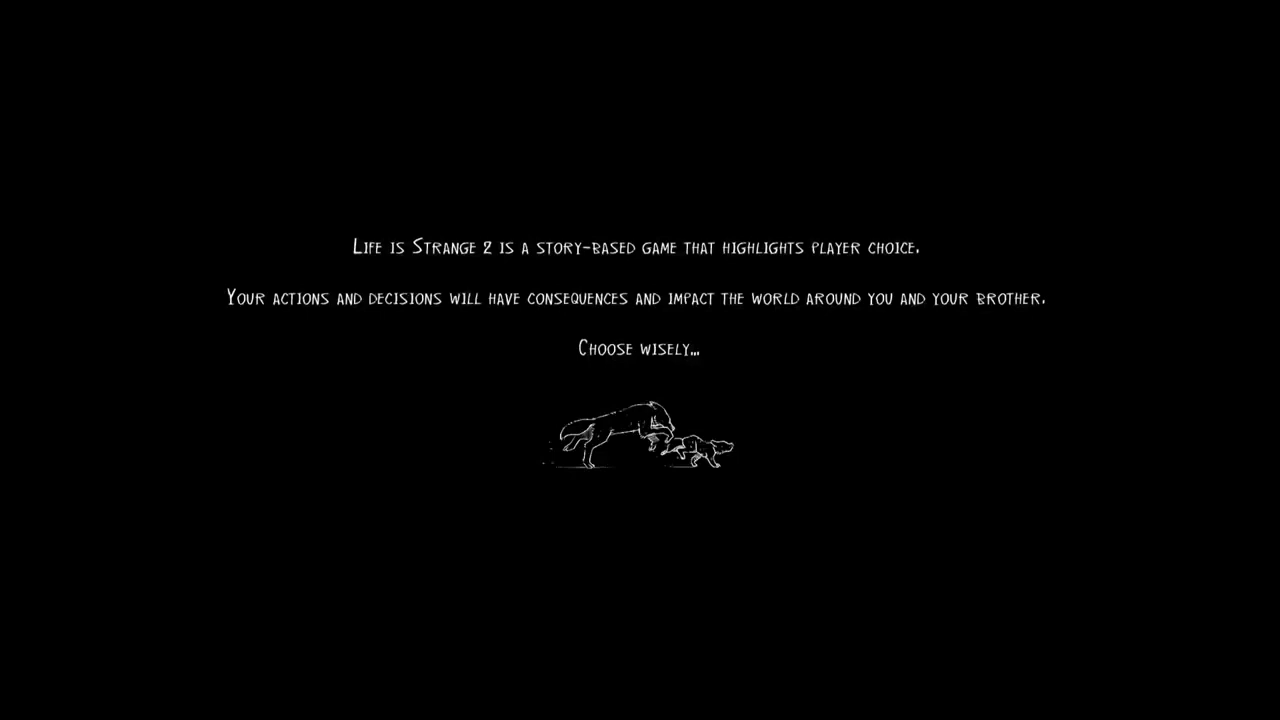 Life is Strange 2 is a story-based game that highlights player choice.
Your actions and decisions will have consequences and impact the world around you and your brother.
Choose wisely...